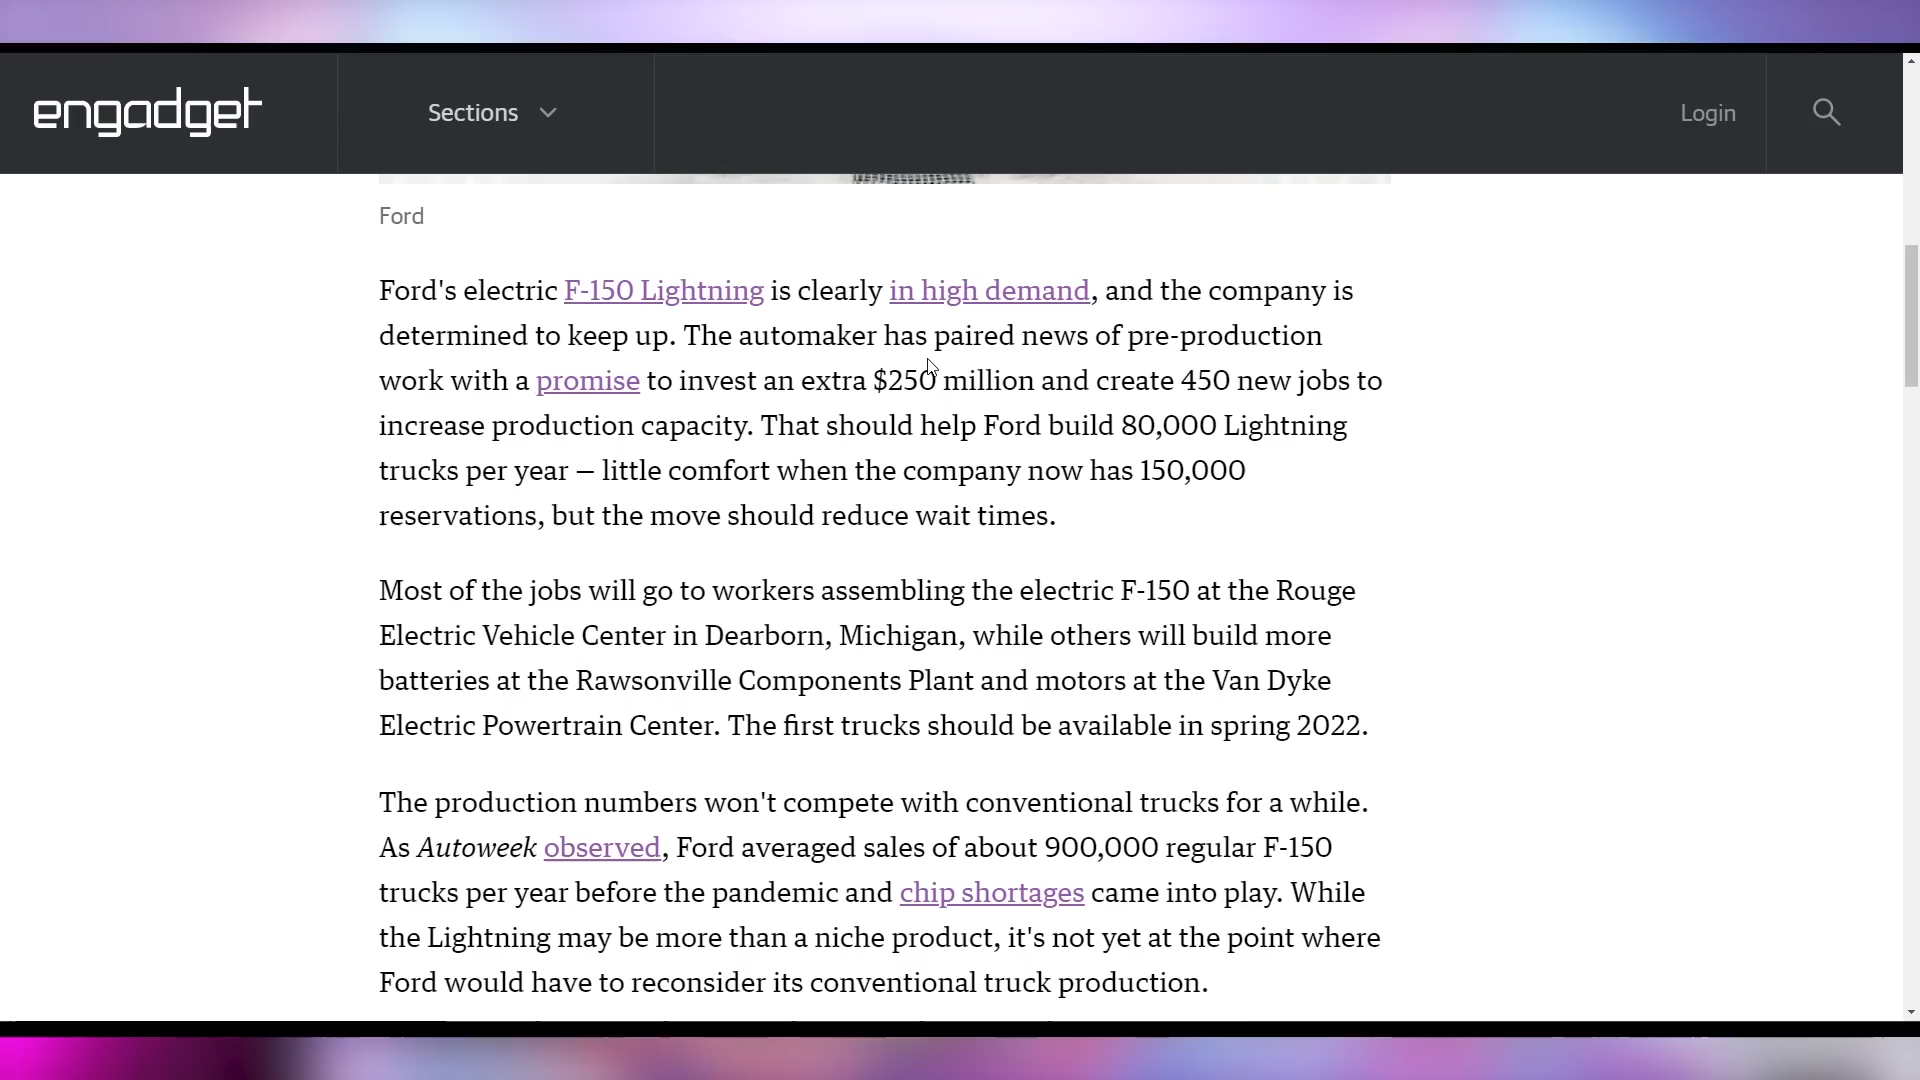 engadget
Sections
Login
Ford
Ford's electric F-150 Lightning is clearly in high demand, and the company is
determined to keep up. The automaker has paired news of pre-production
work with a promise to invest an extra $250 million and create 450 new jobs to
increase production capacity. That should help Ford build 80,000 Lightning
trucks per year — little comfort when the company now has 150,000
reservations, but the move should reduce wait times.
Most of the jobs will go to workers assembling the electric F-150 at the Rouge
Electric Vehicle Center in Dearborn, Michigan, while others will build more
batteries at the Rawsonville Components Plant and motors at the Van Dyke
Electric Powertrain Center. The first trucks should be available in spring 2022.
The production numbers won't compete with conventional trucks for a while.
As Autoweek observed, Ford averaged sales of about 900,000 regular F-150
trucks per year before the pandemic and chip shortages came into play. While
the Lightning may be more than a niche product, it's not yet at the point where
Ford would have to reconsider its conventional truck production.